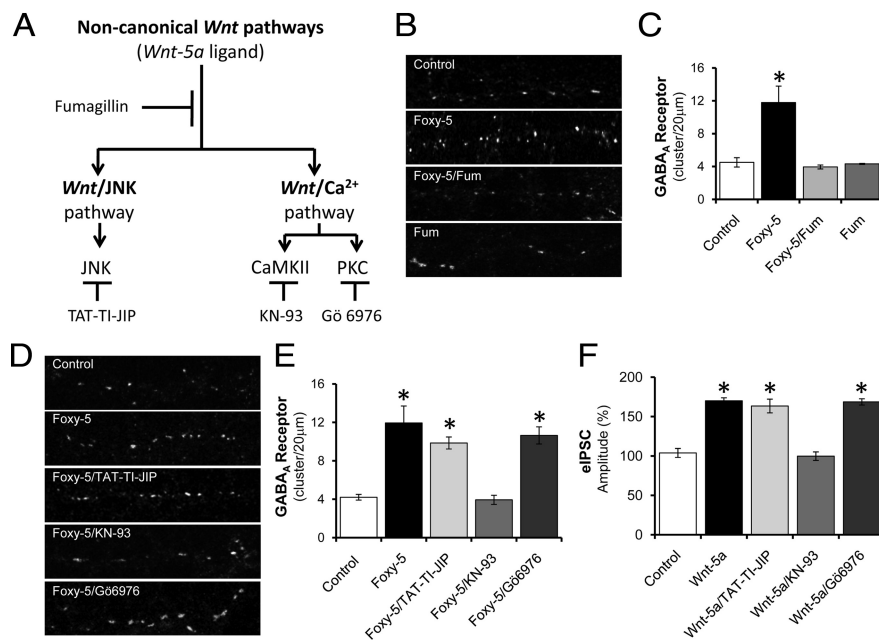 A
Non-canonical Wnt pathways
(Wnt-5a ligand)
Fumagillin
Wnt/JNK
pathway
Wnt/Ca²⁺
pathway
JNK
CaMKII
PKC
TAT-TI-JIP
KN-93
Gö 6976
B
Control
Foxy-5
Foxy-5/Fum
Fum
C
GABAA Receptor
(cluster/20µm)
16
12
8
4
0
*
Control
Foxy-5
Foxy-5/Fum
Fum
D
Control
Foxy-5
Foxy-5/TAT-TI-JIP
Foxy-5/KN-93
Foxy-5/Gö6976
E
GABAA Receptor
(cluster/20µm)
16
12
8
4
0
*
*
*
Control
Foxy-5
Foxy-5/TAT-TI-JIP
Foxy-5/KN-93
Foxy-5/Gö6976
F
eIPSC
Amplitude (%)
200
150
100
50
0
*
*
*
Control
Wnt-5a
Wnt-5a/TAT-TI-JIP
Wnt-5a/KN-93
Wnt-5a/Gö6976